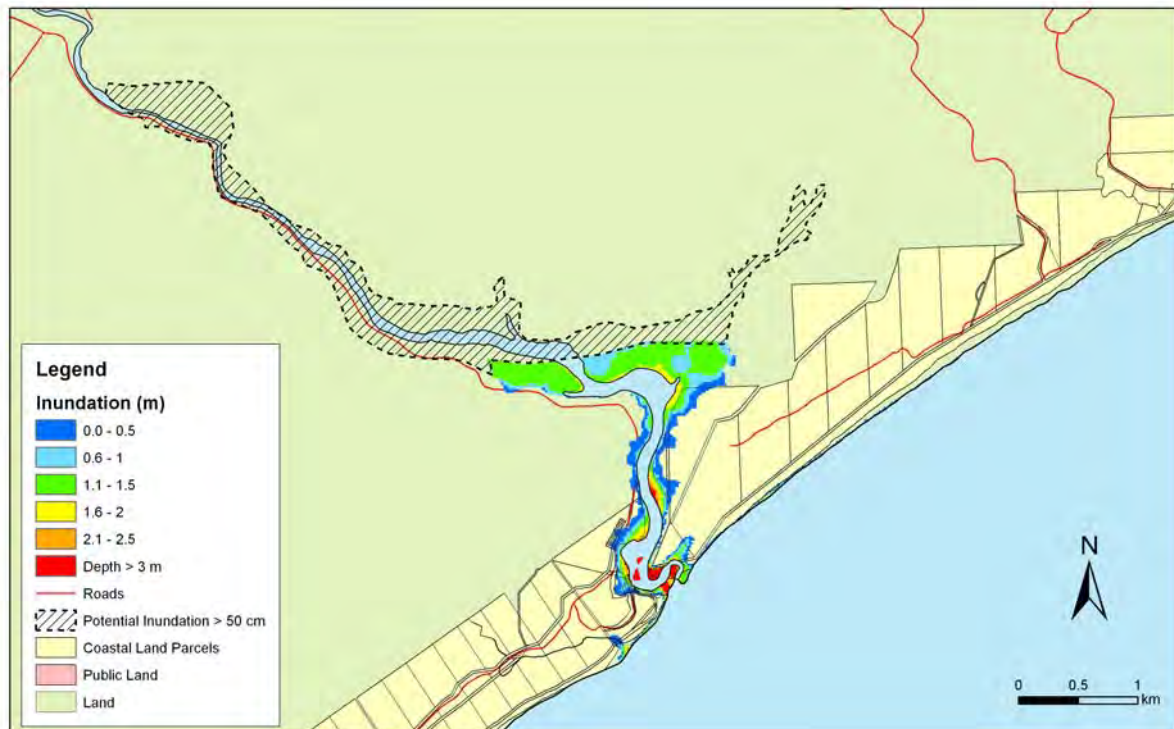 Legend
Inundation (m)
0.0 - 0.5
0.6 - 1
1.1 - 1.5
1.6 - 2
2.1 - 2.5
Depth > 3 m
Roads
Potential Inundation > 50 cm
Coastal Land Parcels
Public Land
Land
N
0 0.5 1
km